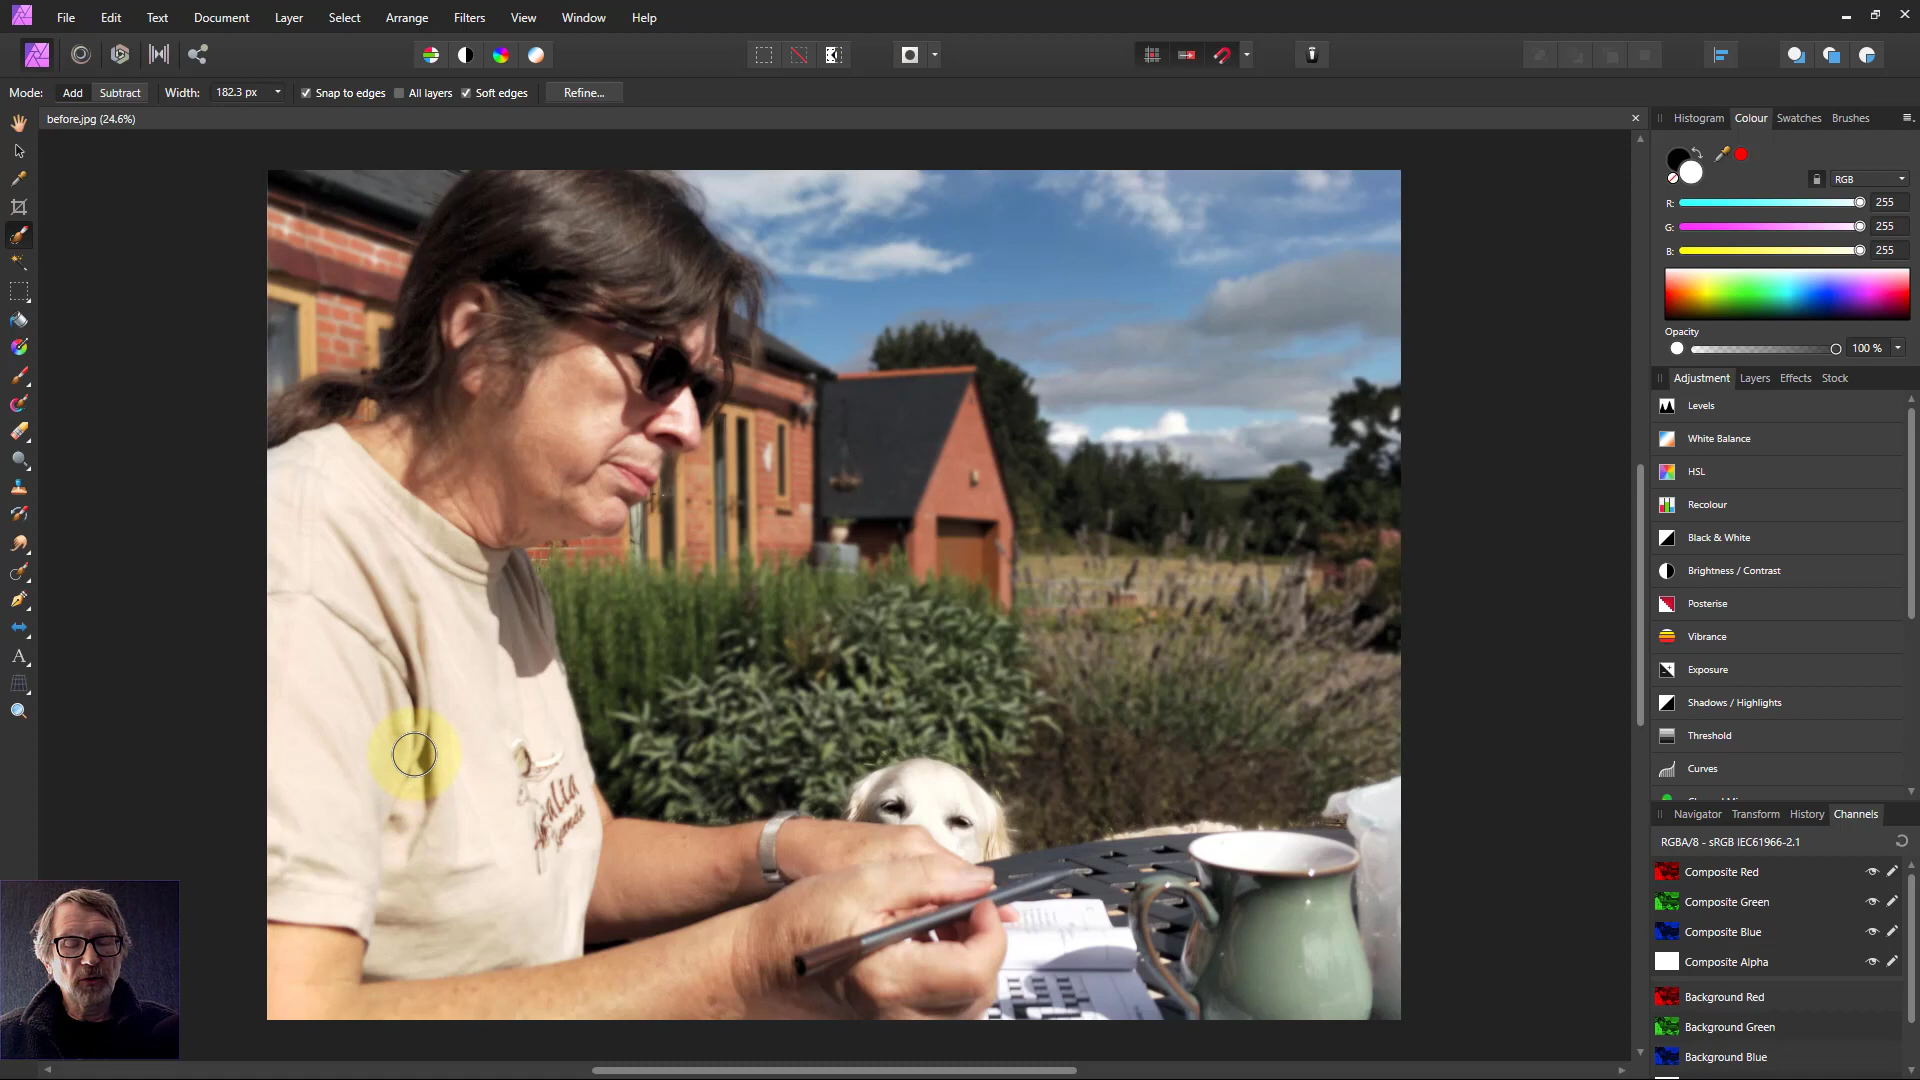 File Edit Text Document Layer Select Arrange Filters View Window Help
Mode: Add Subtract Width: 182.3 px Snap to edges All layers Soft edges Refine...
before.jpg (24.6%)
Histogram Colour Swatches Brushes
RGB
R: 255
G: 255
B: 255
Opacity
100 %
Adjustment Layers Effects Stock
Levels
White Balance
HSL
Recolour
Black & White
Brightness / Contrast
Posterise
Vibrance
Exposure
Shadows / Highlights
Threshold
Curves
Navigator Transform History Channels
RGBA/8 - sRGB IEC61966-2.1
Composite Red
Composite Green
Composite Blue
Composite Alpha
Background Red
Background Green
Background Blue